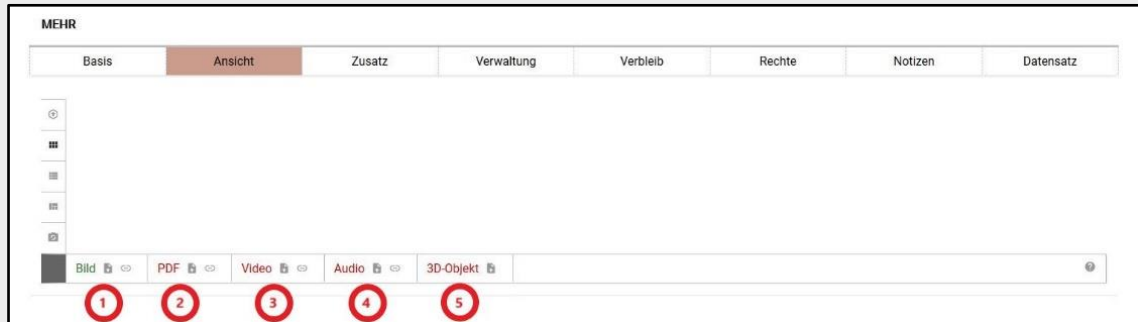 MEHR
Basis Ansicht Zusatz Verwaltung Verbleib Rechte Notizen Datensatz
Bild PDF Video Audio 3D-Objekt
1 2 3 4 5